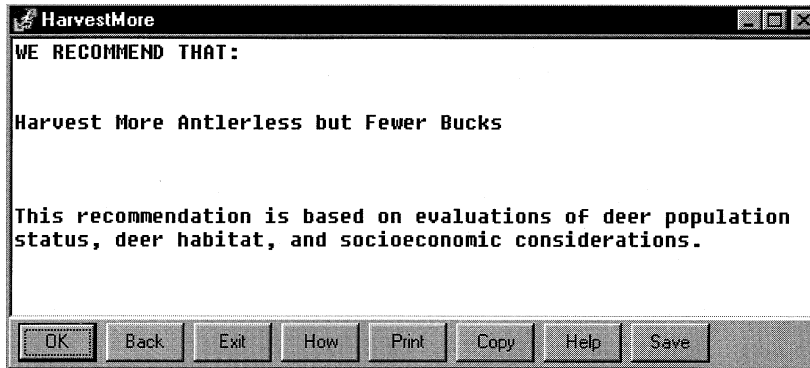 HarvestMore
WE RECOMMEND THAT:
Harvest More Antlerless but Fewer Bucks
This recommendation is based on evaluations of deer population
status, deer habitat, and socioeconomic considerations.
OK Back Exit How Print Copy Help Save